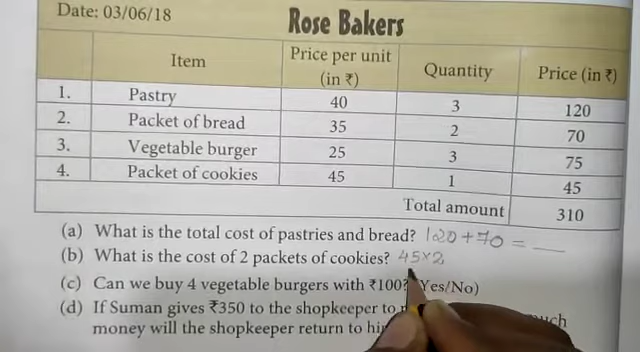 Date: 03/06/18
Rose Bakers
Item Price per unit (in ₹) Quantity Price (in ₹)
1. Pastry 40 3 120
2. Packet of bread 35 2 70
3. Vegetable burger 25 3 75
4. Packet of cookies 45 1 45
Total amount 310
(a) What is the total cost of pastries and bread? 120+70 = __
(b) What is the cost of 2 packets of cookies? 45×2
(c) Can we buy 4 vegetable burgers with ₹100? (Yes/No)
(d) If Suman gives ₹350 to the shopkeeper to
money will the shopkeeper return to